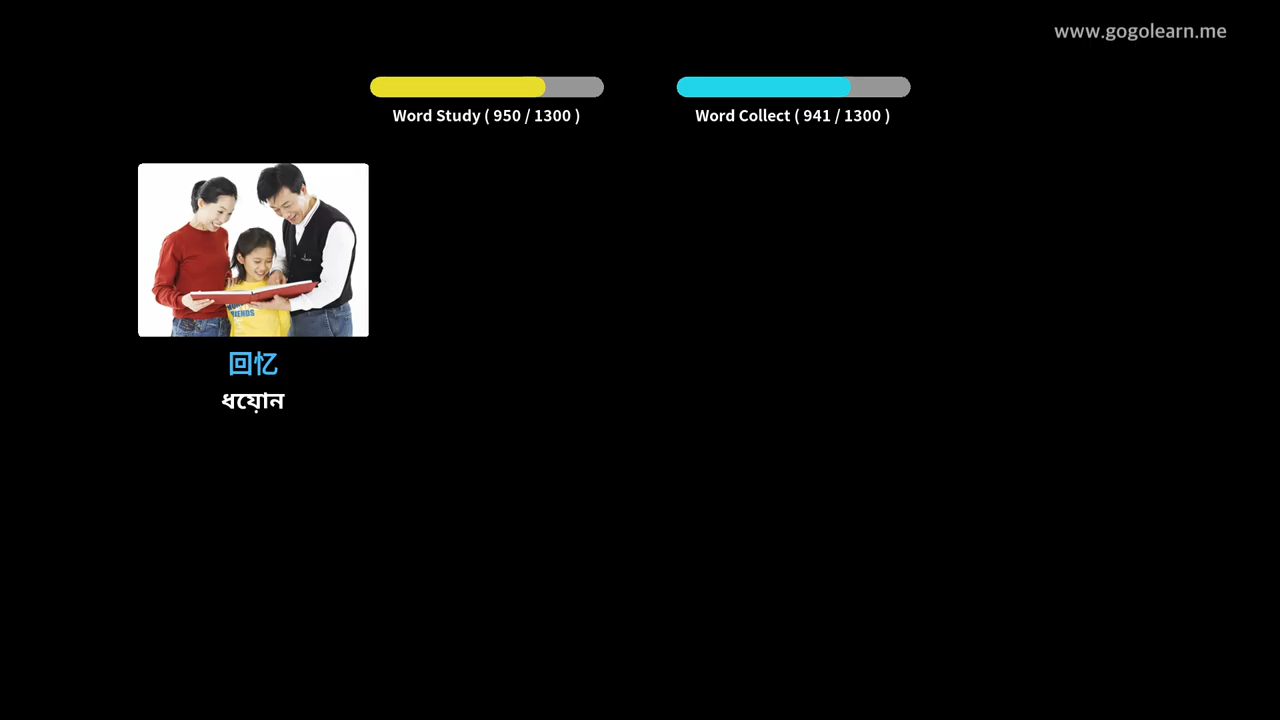 www.gogolearn.me
Word Study ( 950 / 1300 )
Word Collect ( 941 / 1300 )
回忆
ধয়োন